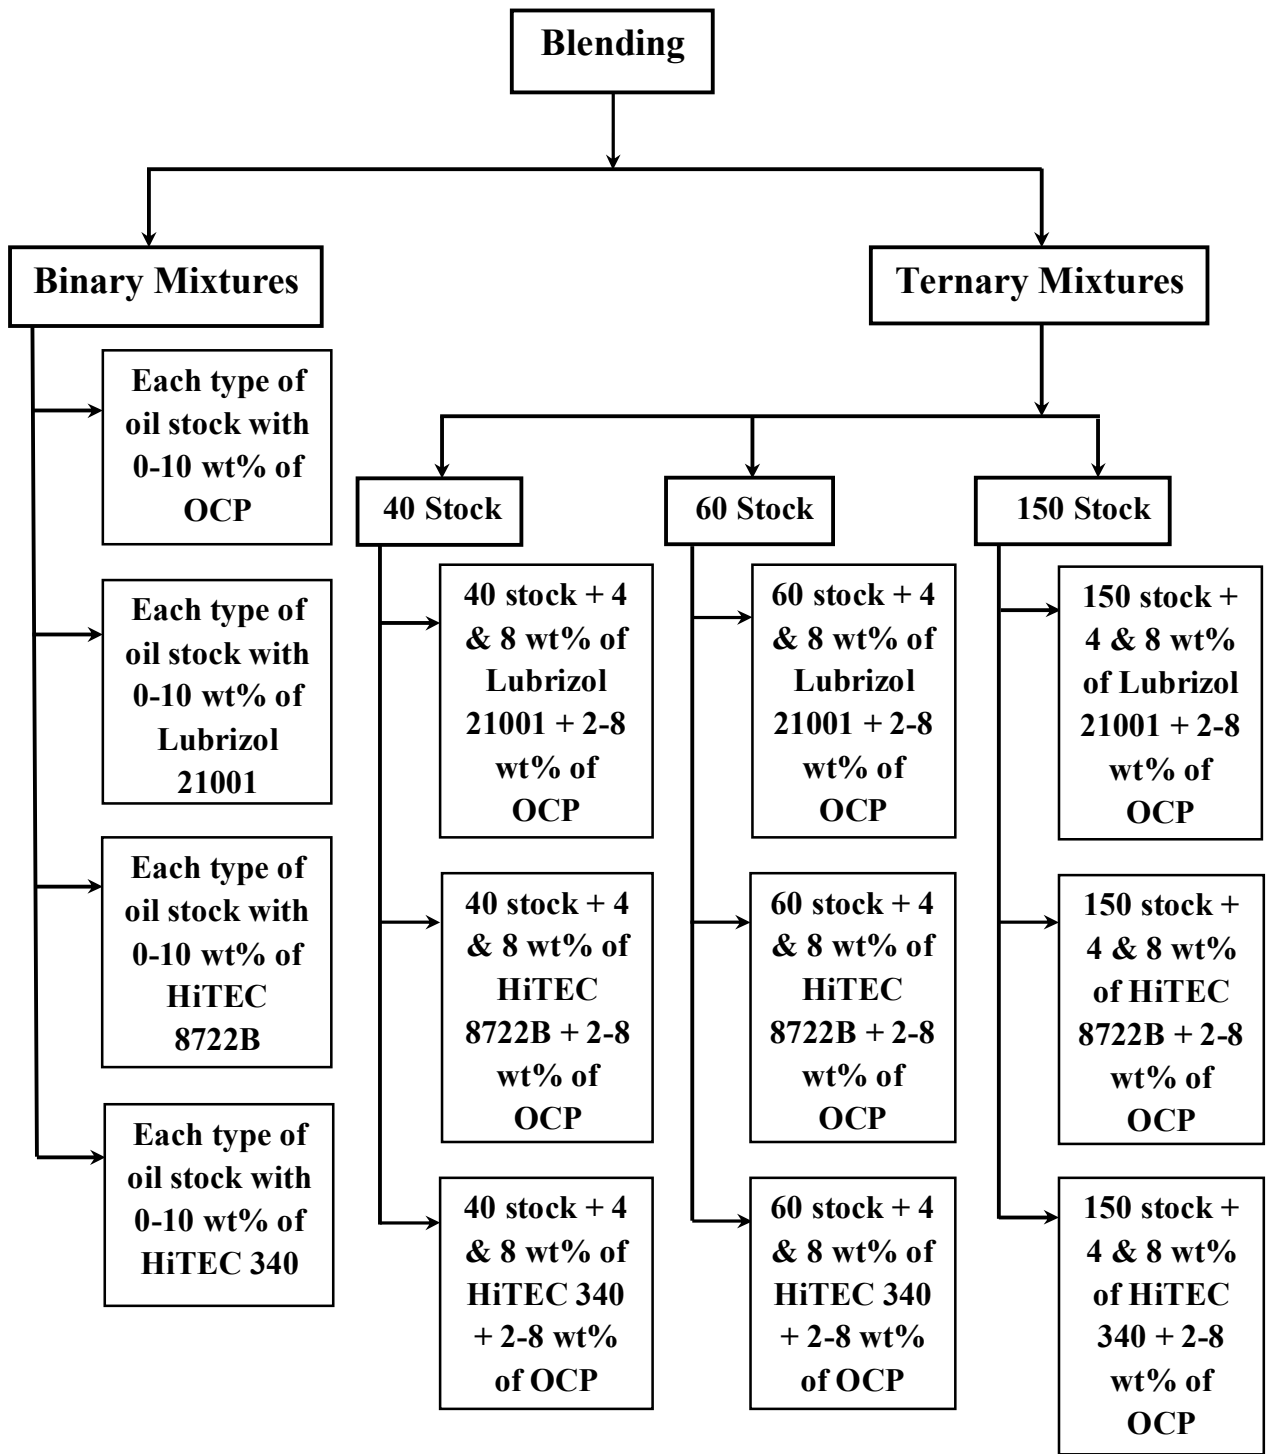 Blending
Binary Mixtures
Each type of
oil stock with
0-10 wt% of
OCP
Each type of
oil stock with
0-10 wt% of
Lubrizol
21001
Each type of
oil stock with
0-10 wt% of
HiTEC
8722B
Each type of
oil stock with
0-10 wt% of
HiTEC 340
Ternary Mixtures
40 Stock
40 stock + 4
& 8 wt% of
Lubrizol
21001 + 2-8
wt% of
OCP
40 stock + 4
& 8 wt% of
HiTEC
8722B + 2-8
wt% of
OCP
40 stock + 4
& 8 wt% of
HiTEC 340
+ 2-8 wt%
of OCP
60 Stock
60 stock + 4
& 8 wt% of
Lubrizol
21001 + 2-8
wt% of
OCP
60 stock + 4
& 8 wt% of
HiTEC
8722B + 2-8
wt% of
OCP
60 stock + 4
& 8 wt% of
HiTEC 340
+ 2-8 wt%
of OCP
150 Stock
150 stock +
4 & 8 wt%
of Lubrizol
21001 + 2-8
wt% of
OCP
150 stock +
4 & 8 wt%
of HiTEC
8722B + 2-8
wt% of
OCP
150 stock +
4 & 8 wt%
of HiTEC
340 + 2-8
wt% of
OCP